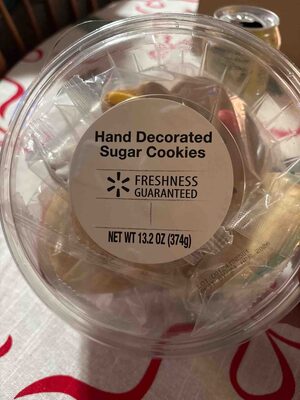 Hand Decorated
Sugar Cookies
FRESHNESS
GUARANTEED
NET WT 13.2 OZ (374g)